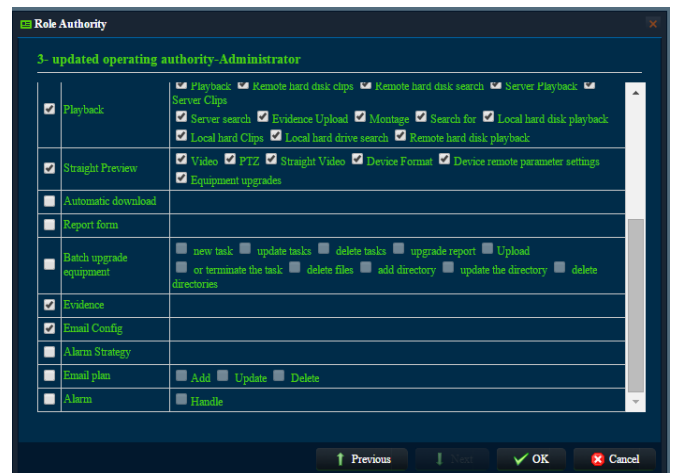 Role Authority
3- updated operating authority-Administrator
Playback Remote hard disk clips Remote hard disk search Server Playback
Playback Server Clips
Server search Evidence Upload Montage Search for Local hard disk playback
Local hard Clips Local hard drive search Remote hard disk playback
Straight Preview Video PTZ Straight Video Device Format Device remote parameter settings
Equipment upgrades
Automatic download
Report form
Batch upgrade equipment new task update tasks delete tasks upgrade report Upload
or terminate the task delete files add directory update the directory delete
directories
Evidence
Email Config
Alarm Strategy
Email plan Add Update Delete
Alarm Handle
Previous Next OK Cancel